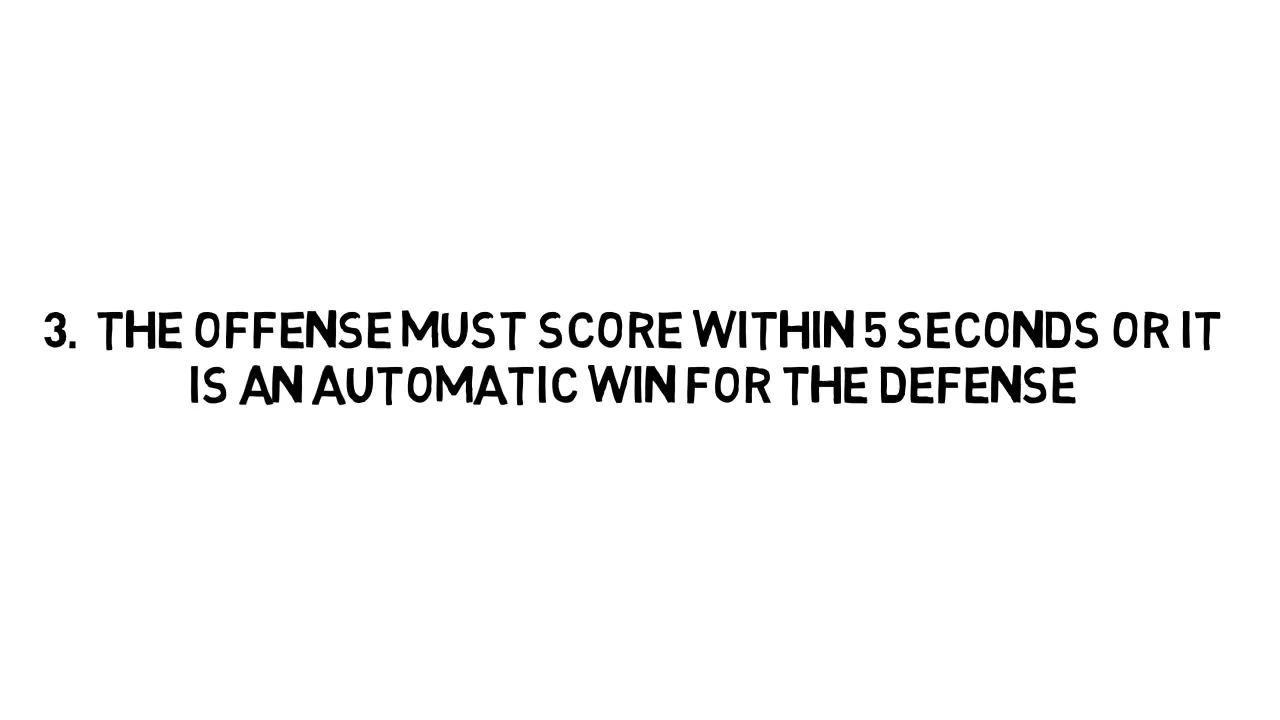 3. THE OFFENSE MUST SCORE WITHIN 5 SECONDS OR IT
IS AN AUTOMATIC WIN FOR THE DEFENSE